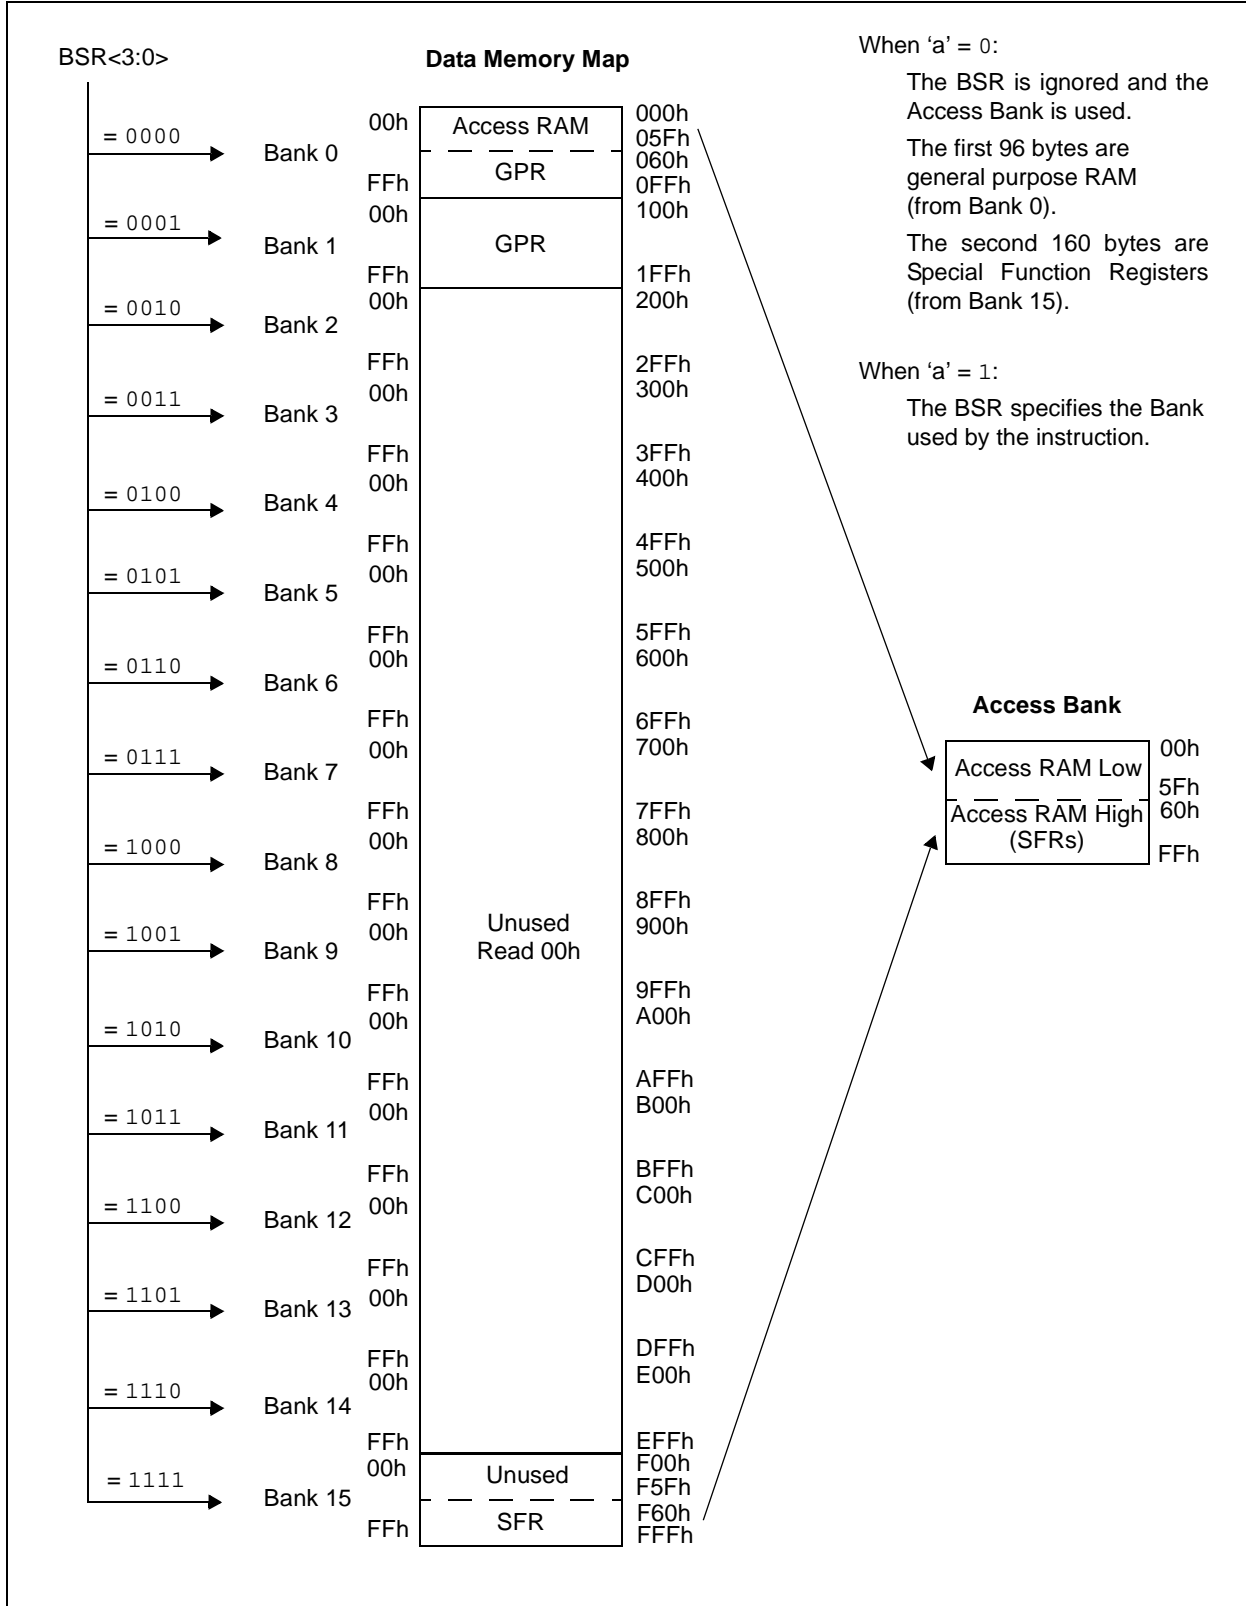 BSR<3:0>
Data Memory Map
When ‘a’ = 0:
The BSR is ignored and the
Access Bank is used.
The first 96 bytes are
general purpose RAM
(from Bank 0).
The second 160 bytes are
Special Function Registers
(from Bank 15).
When ‘a’ = 1:
The BSR specifies the Bank
used by the instruction.
= 0000
Bank 0
00h
Access RAM
000h
05Fh
060h
GPR
FFh
0FFh
= 0001
Bank 1
00h
100h
GPR
FFh
1FFh
= 0010
Bank 2
00h
200h
FFh
2FFh
= 0011
Bank 3
00h
300h
FFh
3FFh
= 0100
Bank 4
00h
400h
FFh
4FFh
= 0101
Bank 5
00h
500h
FFh
5FFh
= 0110
Bank 6
00h
600h
FFh
6FFh
= 0111
Bank 7
00h
700h
FFh
7FFh
= 1000
Bank 8
00h
800h
FFh
8FFh
= 1001
Bank 9
00h
900h
Unused
Read 00h
FFh
9FFh
= 1010
Bank 10
00h
A00h
FFh
AFFh
= 1011
Bank 11
00h
B00h
FFh
BFFh
= 1100
Bank 12
00h
C00h
FFh
CFFh
= 1101
Bank 13
00h
D00h
FFh
DFFh
= 1110
Bank 14
00h
E00h
FFh
EFFh
= 1111
Bank 15
00h
F00h
Unused
F5Fh
F60h
SFR
FFh
FFFh
Access Bank
Access RAM Low
00h
5Fh
Access RAM High
60h
(SFRs)
FFh